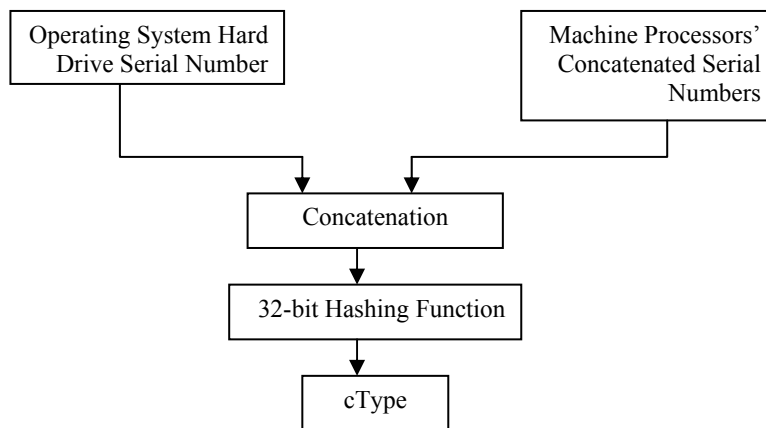 Operating System Hard
Drive Serial Number
Machine Processors’
Concatenated Serial
Numbers
Concatenation
32-bit Hashing Function
cType